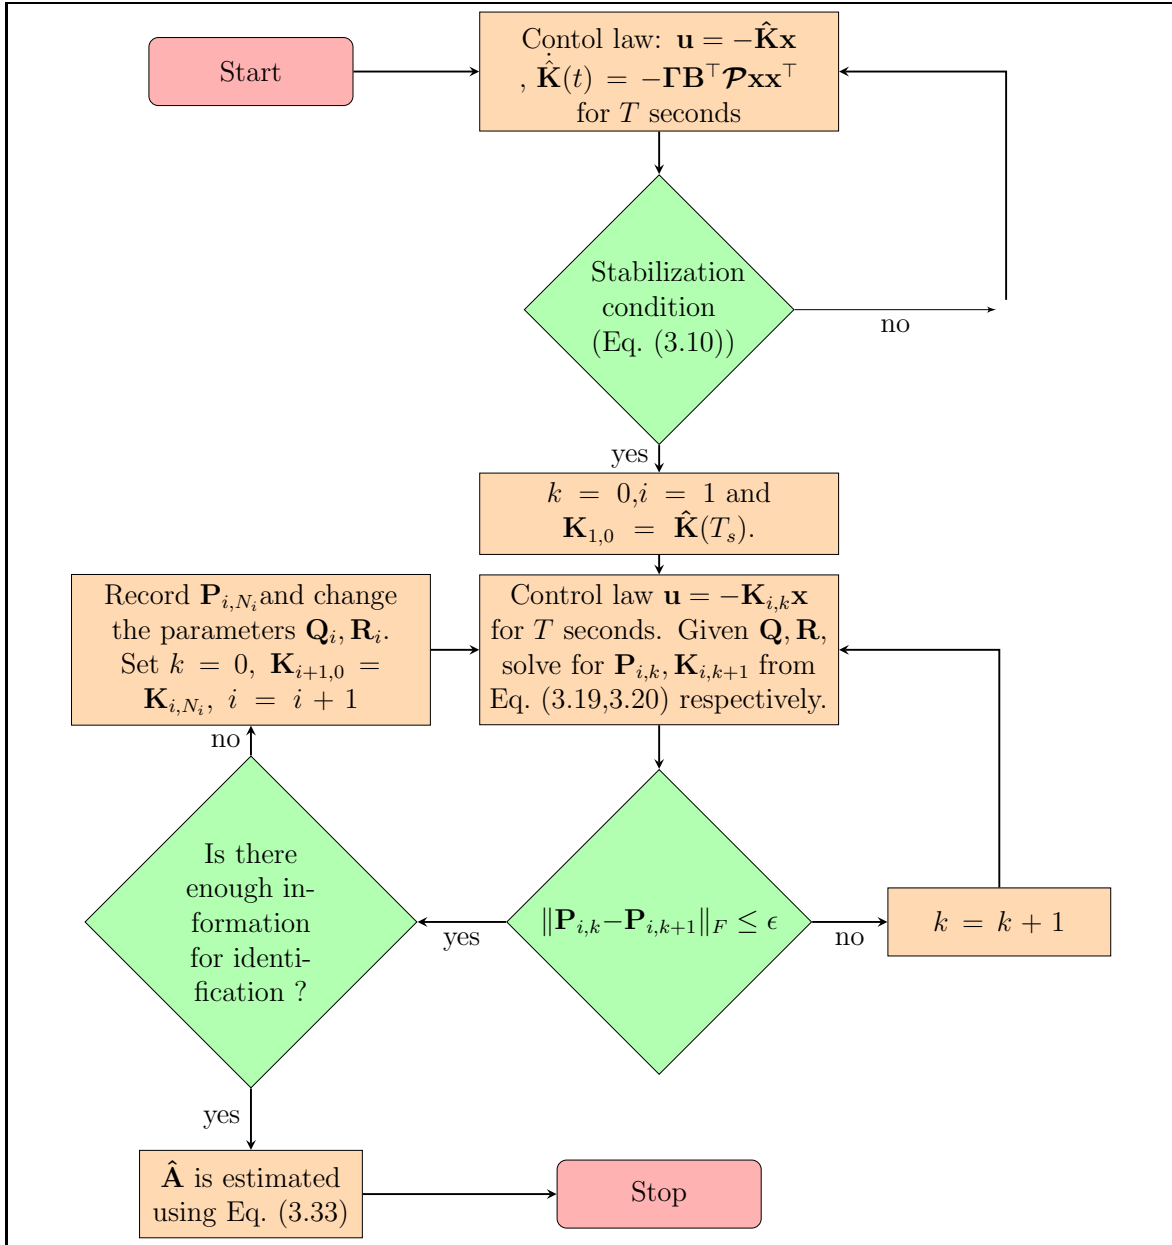 Start
Contol law: u = −K̂x
, K̂̇(t) = −ΓB⊤𝓟xx⊤
for T seconds
Stabilization
condition
(Eq. (3.10))
no
yes
k = 0,i = 1 and
K₁,₀ = K̂(Tₛ).
Record P_{i,N_i}and change
the parameters Q_i, R_i.
Set k = 0, K_{i+1,0} =
K_{i,N_i}, i = i + 1
Control law u = −K_{i,k}x
for T seconds. Given Q, R,
solve for P_{i,k}, K_{i,k+1} from
Eq. (3.19,3.20) respectively.
no
Is there
enough in-
formation
for identi-
fication ?
yes
‖P_{i,k}−P_{i,k+1}‖_F ≤ ϵ
no
k = k + 1
yes
Â is estimated
using Eq. (3.33)
Stop